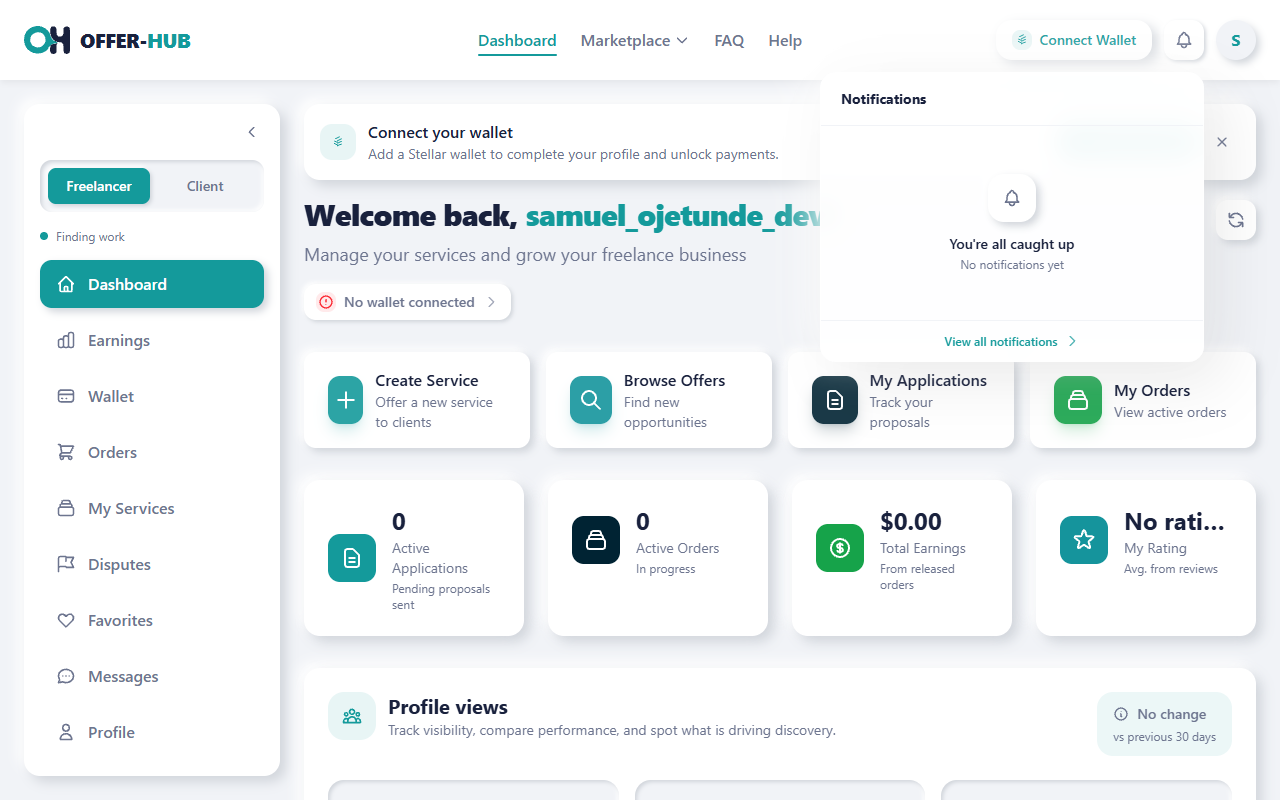 OFFER-HUB
Dashboard
Marketplace
FAQ
Help
Connect Wallet
S
Notifications
You're all caught up
No notifications yet
View all notifications
Freelancer
Client
Finding work
Dashboard
Earnings
Wallet
Orders
My Services
Disputes
Favorites
Messages
Profile
Connect your wallet
Add a Stellar wallet to complete your profile and unlock payments.
Welcome back, samuel_ojetunde_dev
Manage your services and grow your freelance business
No wallet connected
Create Service
Offer a new service
to clients
Browse Offers
Find new
opportunities
My Applications
Track your
proposals
My Orders
View active orders
0
Active
Applications
Pending proposals
sent
0
Active Orders
In progress
$0.00
Total Earnings
From released
orders
No rati...
My Rating
Avg. from reviews
Profile views
Track visibility, compare performance, and spot what is driving discovery.
No change
vs previous 30 days